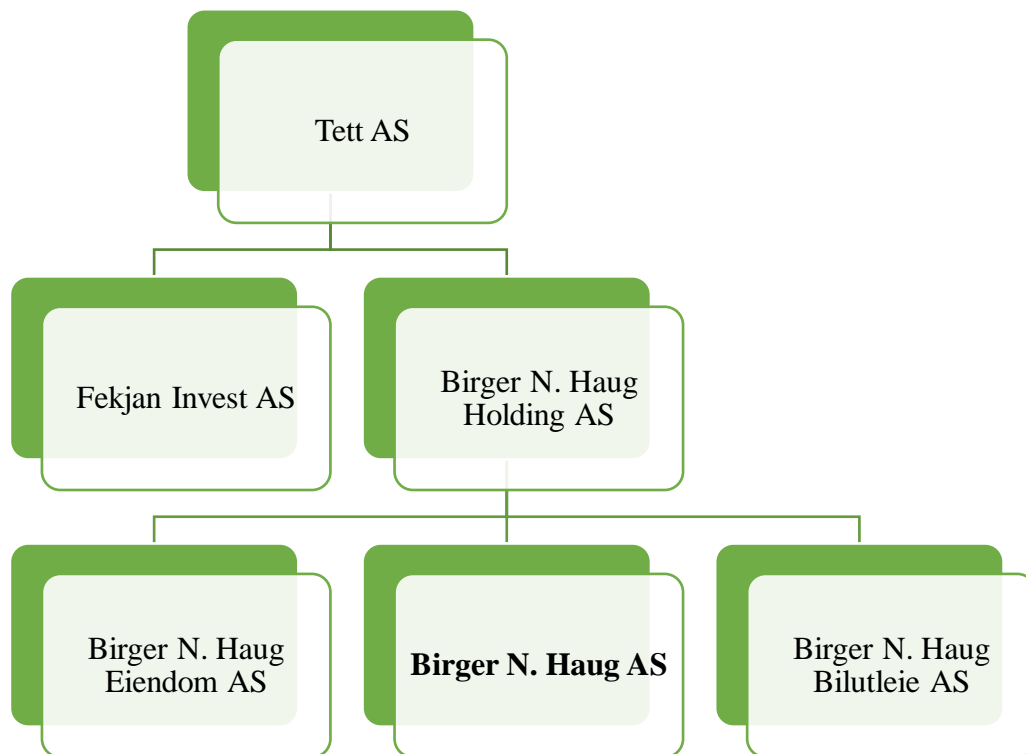 Tett AS
Fekjan Invest AS
Birger N. Haug
Holding AS
Birger N. Haug
Eiendom AS
Birger N. Haug AS
Birger N. Haug
Bilutleie AS